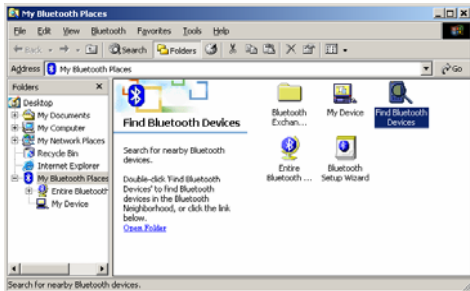 My Bluetooth Places
File Edit View Bluetooth Favorites Tools Help
Back Search Folders
Address My Bluetooth Places Go
Folders
Desktop
My Documents
My Computer
My Network Places
Recycle Bin
Internet Explorer
My Bluetooth Places
Entire Bluetooth
My Device
Find Bluetooth Devices
Search for nearby Bluetooth
devices.
Double-click 'Find Bluetooth
Devices' to find Bluetooth
devices in the Bluetooth
Neighborhood, or click the link
below.
Open Folder
Bluetooth
Exchan...
My Device
Find Bluetooth
Devices
Entire
Bluetooth ...
Bluetooth
Setup Wizard
Search for nearby Bluetooth devices.